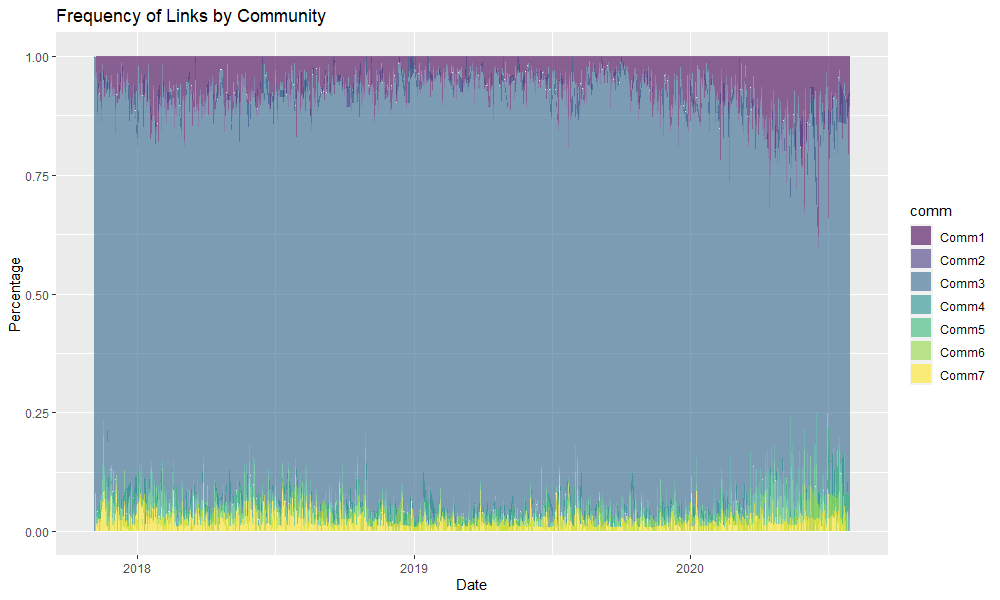 Frequency of Links by Community
1.00
0.75
0.50
0.25
0.00
Percentage
2018
2019
2020
Date
comm
Comm1
Comm2
Comm3
Comm4
Comm5
Comm6
Comm7